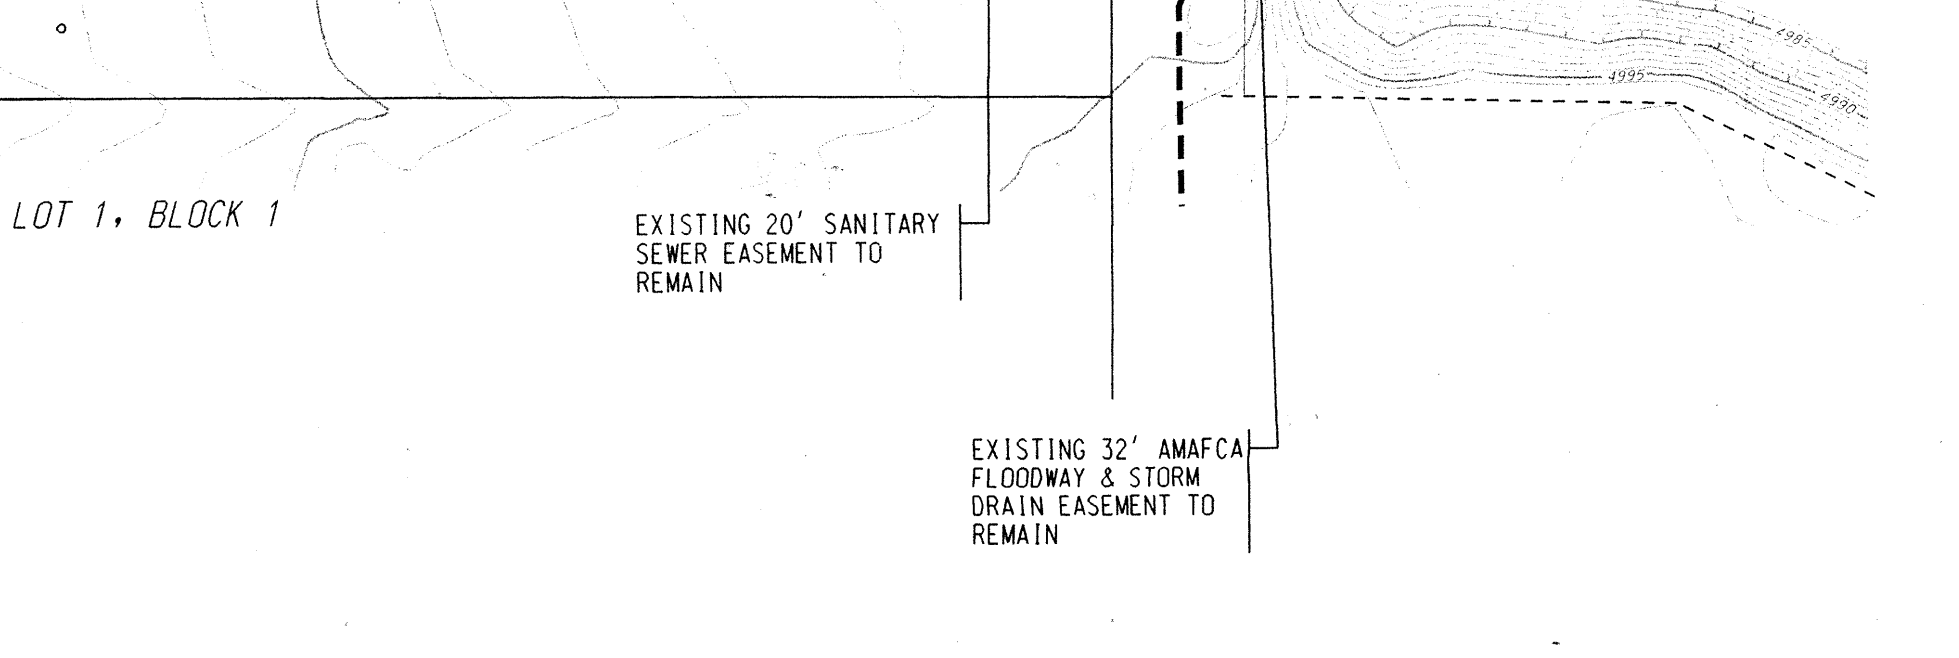 4985
4995
4990
LOT 1, BLOCK 1
EXISTING 20' SANITARY
SEWER EASEMENT TO
REMAIN
EXISTING 32' AMAFCA
FLOODWAY & STORM
DRAIN EASEMENT TO
REMAIN